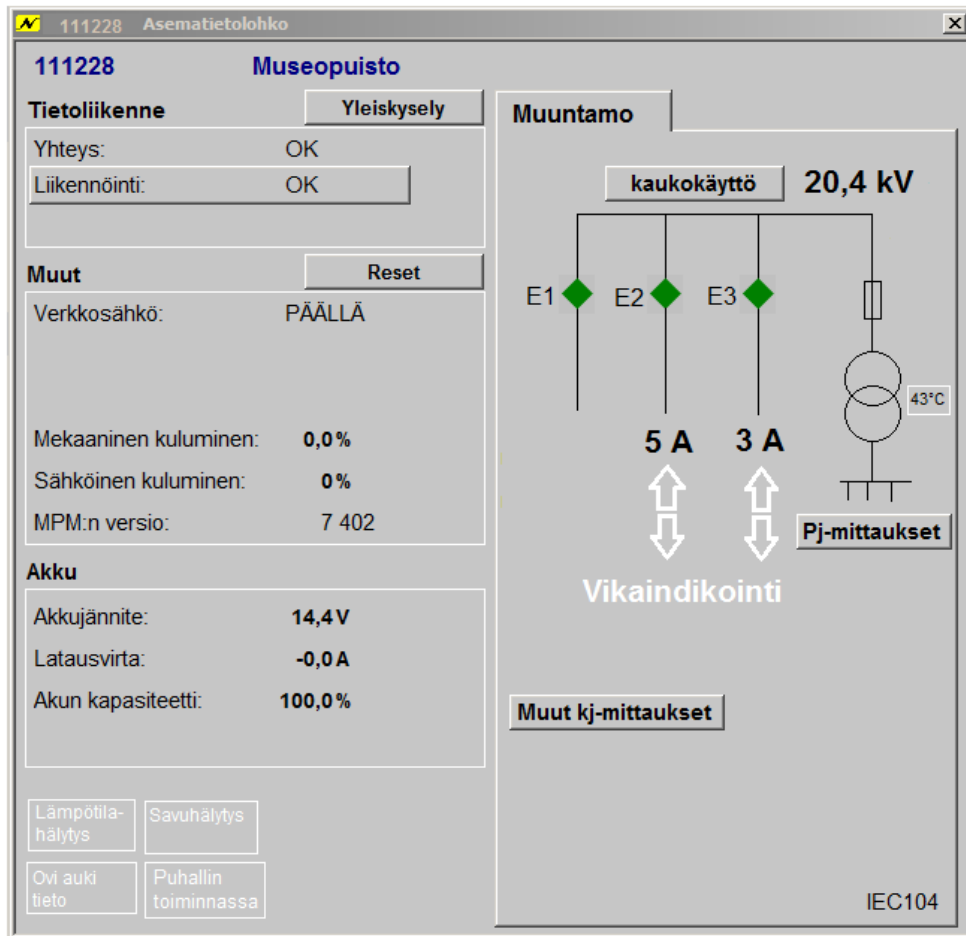 111228 Asematietolohko
111228 Museopuisto
Tietoliikenne Yleiskysely
Yhteys: OK
Liikennöinti: OK
Muut Reset
Verkkosähkö: PÄÄLLÄ
Mekaaninen kuluminen: 0,0%
Sähköinen kuluminen: 0%
MPM:n versio: 7 402
Akku
Akkujännite: 14,4V
Latausvirta: -0,0A
Akun kapasiteetti: 100,0%
Lämpötila-
hälytys
Savuhälytys
Ovi auki
tieto
Puhallin
toiminnassa
Muuntamo
kaukokäyttö 20,4 kV
E1 E2 E3
43°C
5 A 3 A
Pj-mittaukset
Vikaindikointi
Muut kj-mittaukset
IEC104